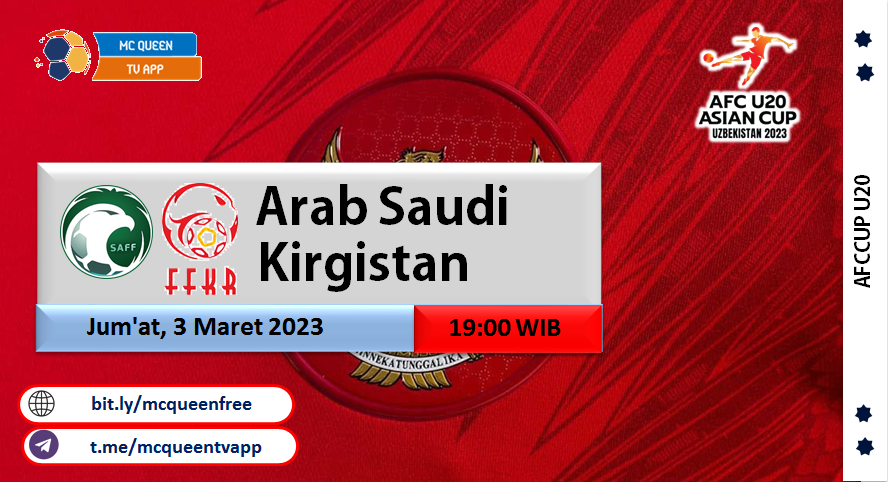 MC QUEEN
TV APP
AFC U20
ASIAN CUP
UZBEKISTAN 2023
SAFF
FFKR
Arab Saudi
Kirgistan
Jum'at, 3 Maret 2023
19:00 WIB
INNEKATUNGGALIKA
bit.ly/mcqueenfree
t.me/mcqueentvapp
AFCCUP U20